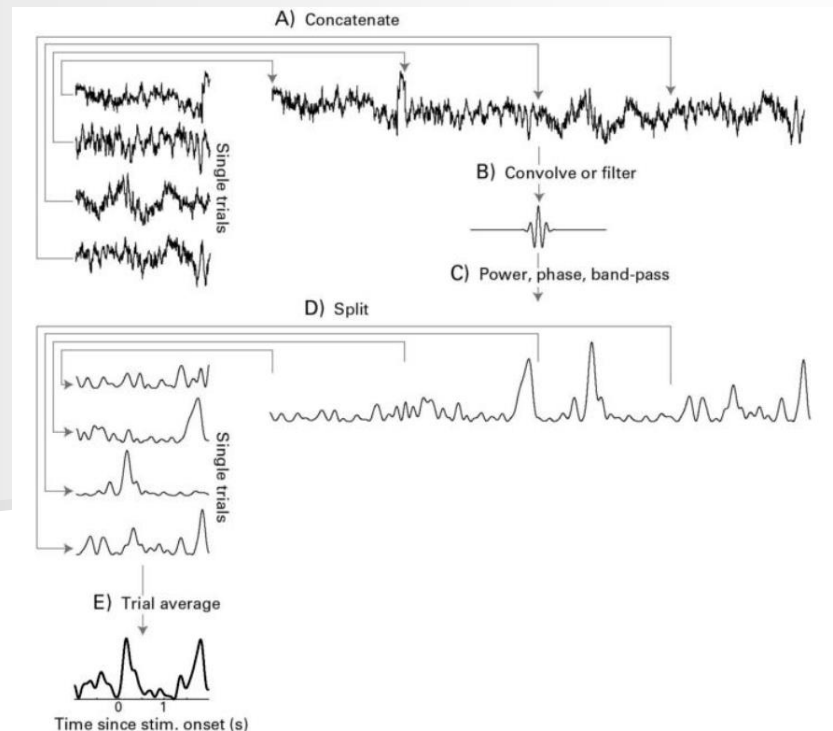 A) Concatenate
Single trials
B) Convolve or filter
C) Power, phase, band-pass
D) Split
Single trials
E) Trial average
0 1
Time since stim. onset (s)